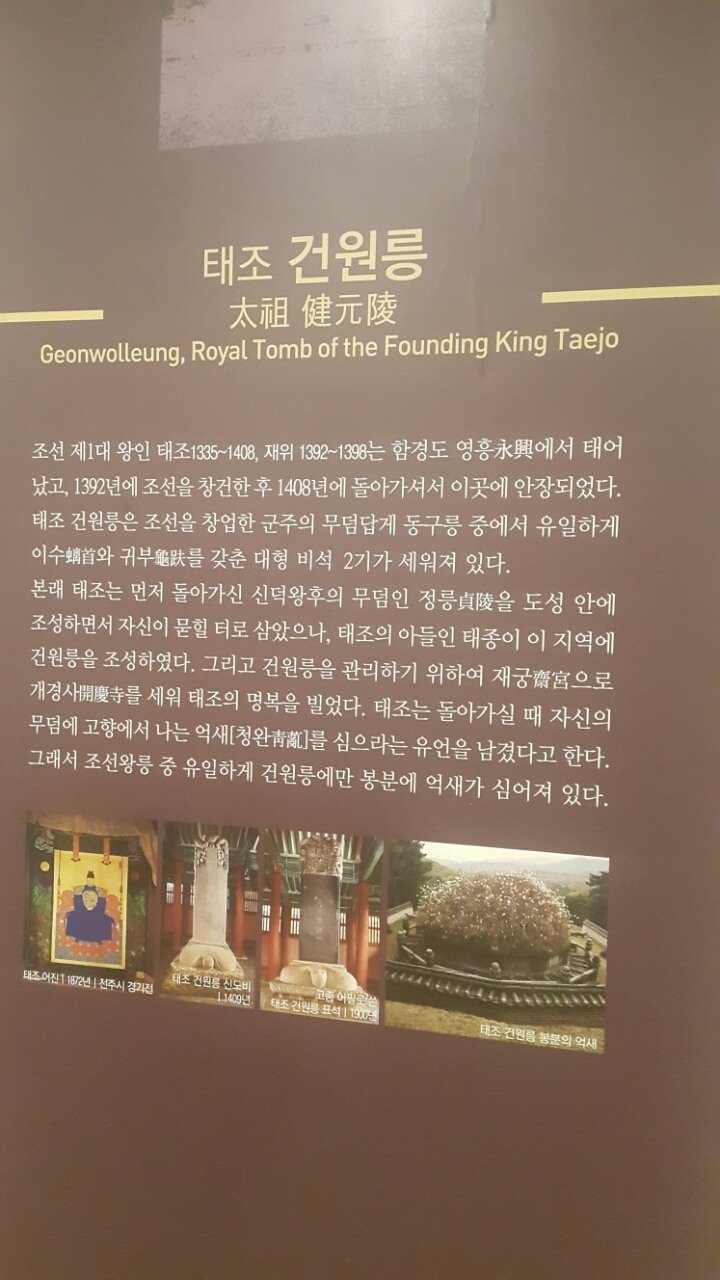 태조 건원릉
太祖 健元陵
Geonwolleung, Royal Tomb of the Founding King Taejo
조선 제1대 왕인 태조1335~1408, 재위 1392~1398는 함경도 영흥永興에서 태어
났고, 1392년에 조선을 창건한 후 1408년에 돌아가셔서 이곳에 안장되었다.
태조 건원릉은 조선을 창업한 군주의 무덤답게 동구릉 중에서 유일하게
이수螭首와 귀부龜趺를 갖춘 대형 비석 2기가 세워져 있다.
본래 태조는 먼저 돌아가신 신덕왕후의 무덤인 정릉貞陵을 도성 안에
조성하면서 자신이 묻힐 터로 삼았으나, 태조의 아들인 태종이 이 지역에
건원릉을 조성하였다. 그리고 건원릉을 관리하기 위하여 재궁齋宮으로
개경사開慶寺를 세워 태조의 명복을 빌었다. 태조는 돌아가실 때 자신의
무덤에 고향에서 나는 억새[청완靑薍]를 심으라는 유언을 남겼다고 한다.
그래서 조선왕릉 중 유일하게 건원릉에만 봉분에 억새가 심어져 있다.
태조 어진 | 1872년 | 전주시 경기전
태조 건원릉 신도비
| 1409년
고종 어필로 쓴
태조 건원릉 표석 | 1900년
태조 건원릉 봉분의 억새